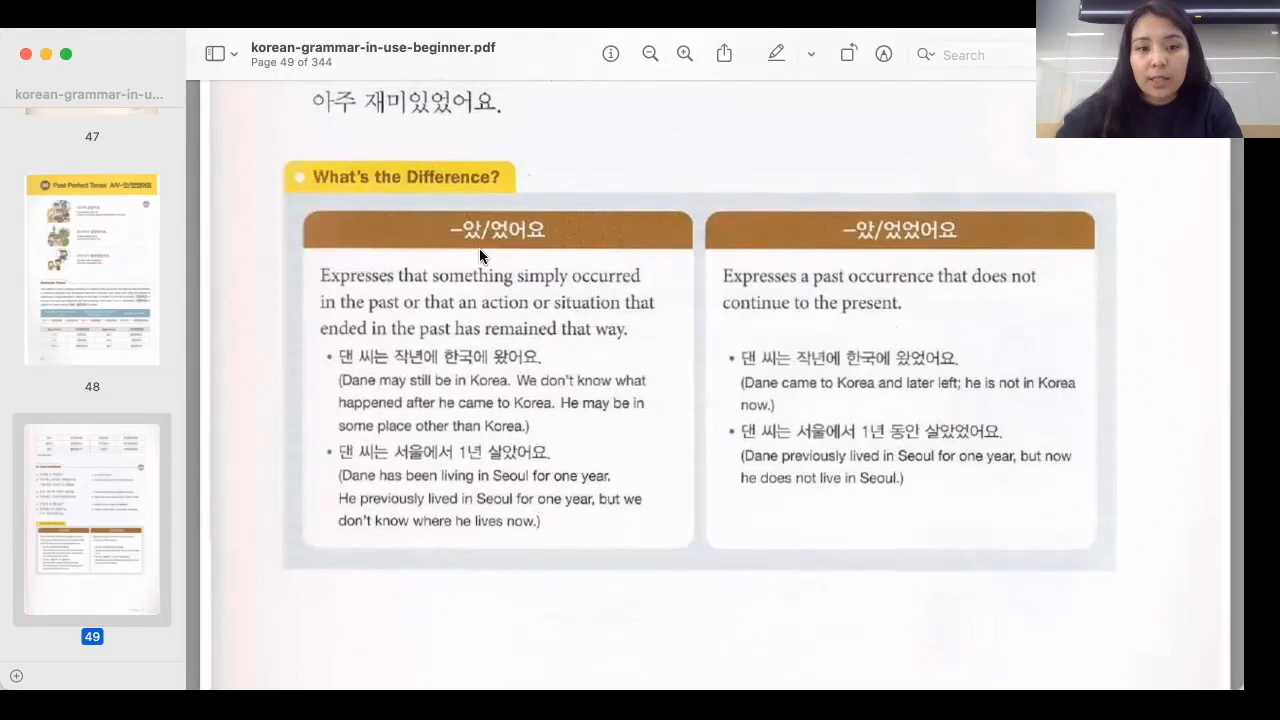 korean-grammar-in-use-beginner.pdf
Page 49 of 344
Search
korean-grammar-in-u...
47
48
49
Past Perfect Tense A/V-았/었었어요
아주 재미있었어요.
What's the Difference?
-았/었어요
Expresses that something simply occurred
in the past or that an action or situation that
ended in the past has remained that way.
• 댄 씨는 작년에 한국에 왔어요.
(Dane may still be in Korea. We don't know what
happened after he came to Korea. He may be in
some place other than Korea.)
• 댄 씨는 서울에서 1년 살았어요.
(Dane has been living in Seoul for one year.
He previously lived in Seoul for one year, but we
don't know where he lives now.)
-았/었었어요
Expresses a past occurrence that does not
continue to the present.
• 댄 씨는 작년에 한국에 왔었어요.
(Dane came to Korea and later left; he is not in Korea
now.)
• 댄 씨는 서울에서 1년 동안 살았었어요.
(Dane previously lived in Seoul for one year, but now
he does not live in Seoul.)